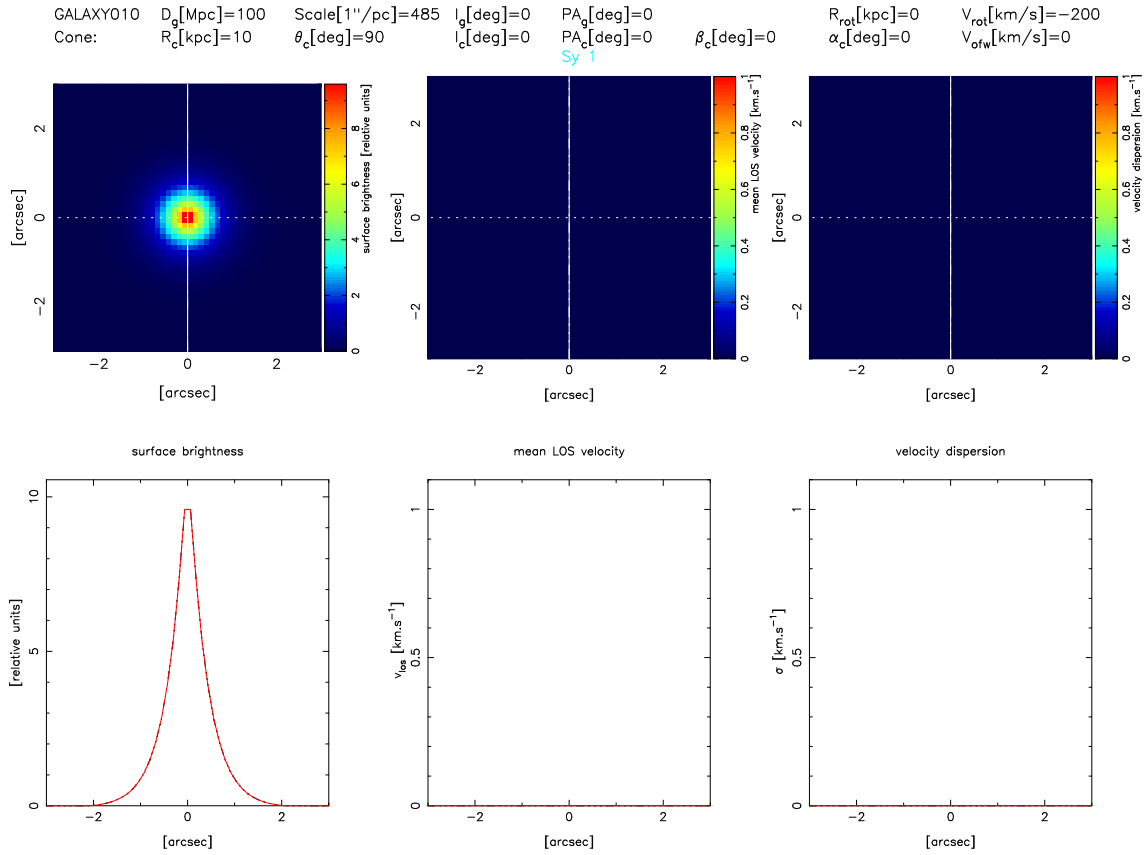 GALAXY010 D_g[Mpc]=100 Scale[1"/pc]=485 I_g[deg]=0 PA_g[deg]=0 R_rot[kpc]=0 V_rot[km/s]=-200
Cone: R_c[kpc]=10 θ_c[deg]=90 I_c[deg]=0 PA_c[deg]=0 β_c[deg]=0 α_c[deg]=0 V_ofw[km/s]=0
Sy 1
[arcsec]
2
0
-2
-2 0 2
[arcsec]
0 2 4 6 8
surface brightness [relative units]
[arcsec]
2
0
-2
-2 0 2
[arcsec]
0 0.2 0.4 0.6 0.8 1
mean LOS velocity [km.s⁻¹]
[arcsec]
2
0
-2
-2 0 2
[arcsec]
0 0.2 0.4 0.6 0.8 1
velocity dispersion [km.s⁻¹]
surface brightness
[relative units]
10
5
0
-2 0 2
[arcsec]
mean LOS velocity
v_los [km.s⁻¹]
1
0.5
0
-2 0 2
[arcsec]
velocity dispersion
σ [km.s⁻¹]
1
0.5
0
-2 0 2
[arcsec]